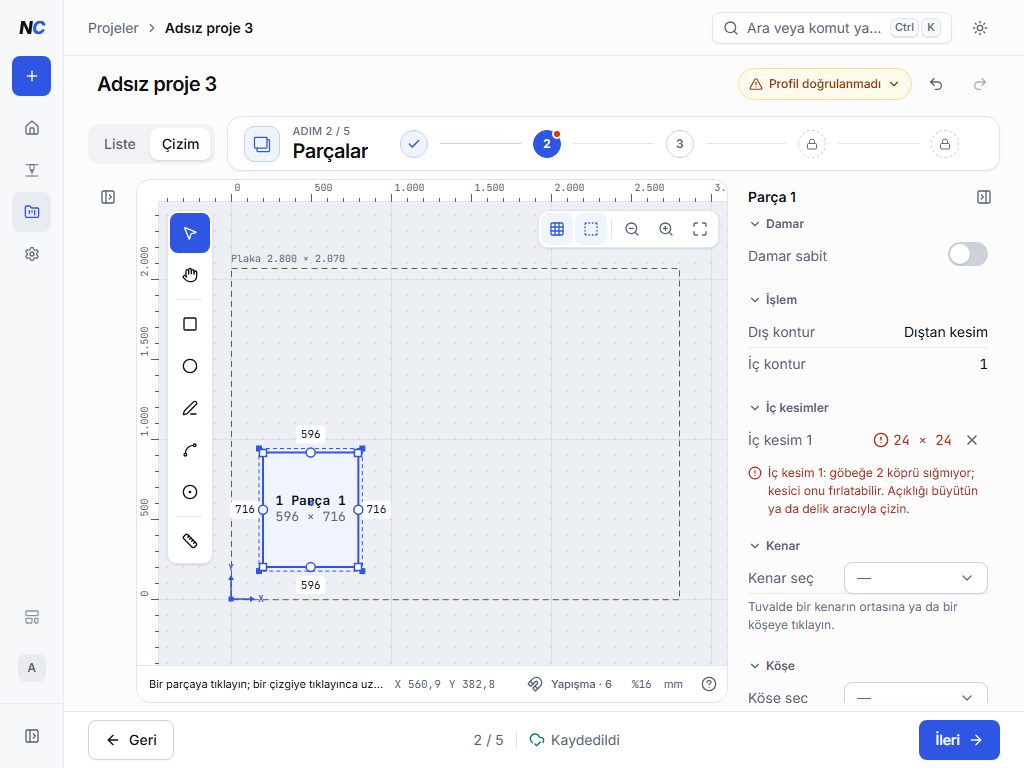 NC
Projeler > Adsız proje 3
Ara veya komut ya... Ctrl K
Adsız proje 3
Profil doğrulanmadı
Liste Çizim
ADIM 2 / 5
Parçalar
2
3
0 500 1.000 1.500 2.000 2.500 3.
2.000
1.500
1.000
500
0
Plaka 2.800 × 2.070
596
1 Parça 1
596 × 716
716
716
596
Y
X
Bir parçaya tıklayın; bir çizgiye tıklayınca uz...
X 560,9 Y 382,8
Yapışma · 6
%16
mm
Parça 1
Damar
Damar sabit
İşlem
Dış kontur Dıştan kesim
İç kontur 1
İç kesimler
İç kesim 1 24 × 24
İç kesim 1: göbeğe 2 köprü sığmıyor;
kesici onu fırlatabilir. Açıklığı büyütün
ya da delik aracıyla çizin.
Kenar
Kenar seç —
Tuvalde bir kenarın ortasına ya da bir
köşeye tıklayın.
Köşe
Köşe seç —
A
Geri
2 / 5
Kaydedildi
İleri